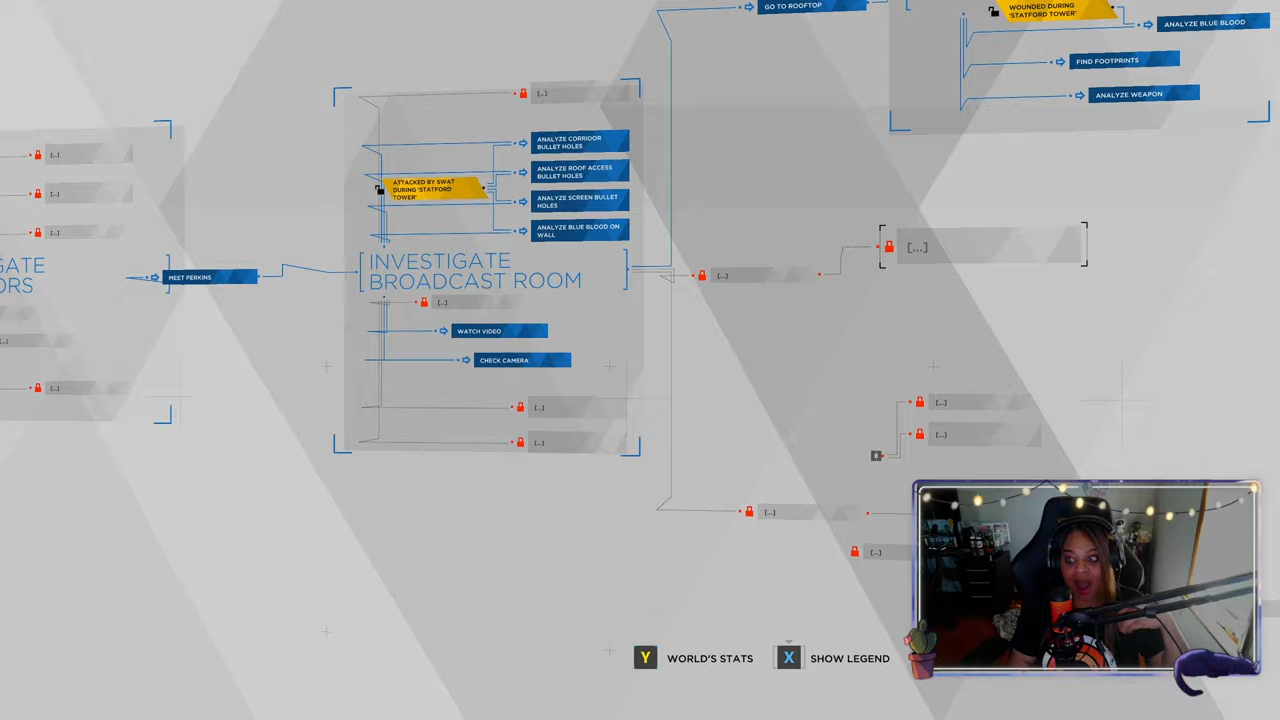 GO TO ROOFTOP
WOUNDED DURING
'STATFORD TOWER'
ANALYZE BLUE BLOOD
FIND FOOTPRINTS
ANALYZE WEAPON
[...]
ANALYZE CORRIDOR
BULLET HOLES
ANALYZE ROOF ACCESS
BULLET HOLES
ATTACKED BY SWAT
DURING 'STATFORD
TOWER'
ANALYZE SCREEN BULLET
HOLES
ANALYZE BLUE BLOOD ON
WALL
[...]
[...]
[...]
GATE
ORS
MEET PERKINS
INVESTIGATE
BROADCAST ROOM
[...]
[...]
[...]
WATCH VIDEO
[...]
CHECK CAMERA
[...]
[...]
[...]
[...]
[...]
[...]
[...]
Y WORLD'S STATS
X SHOW LEGEND